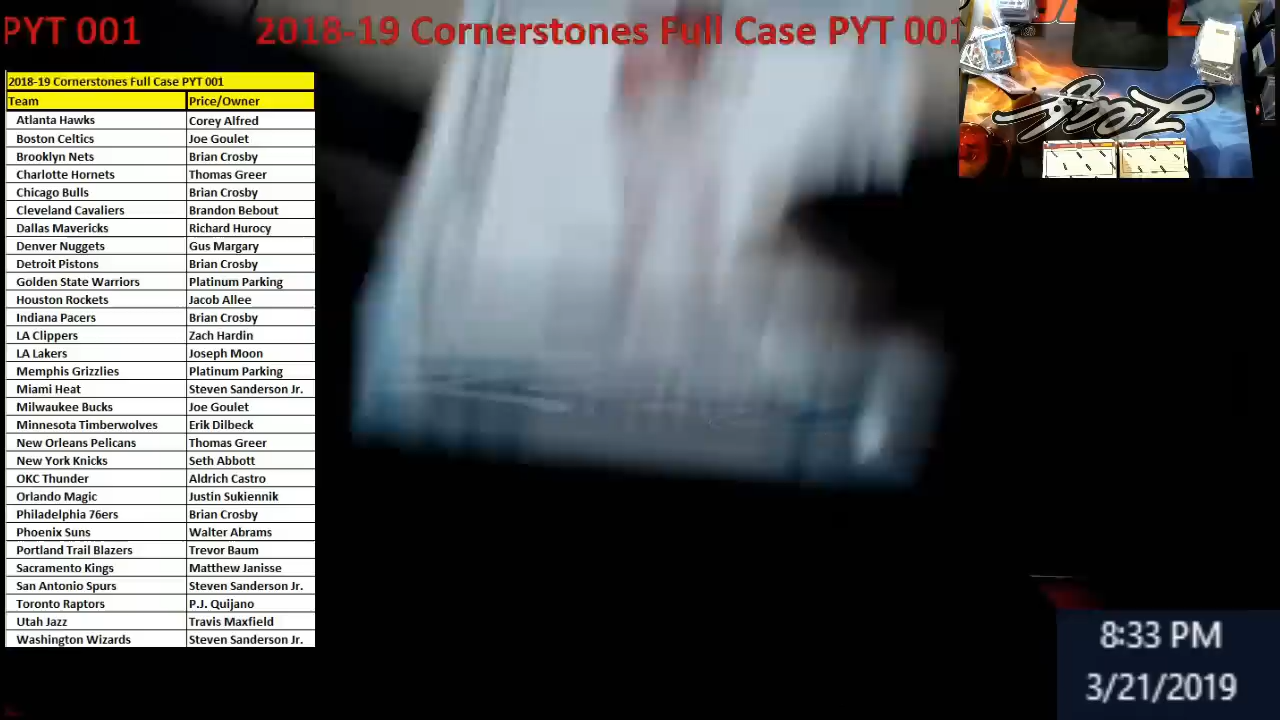 PYT 001 2018-19 Cornerstones Full Case PYT 001
2018-19 Cornerstones Full Case PYT 001
Team Price/Owner
Atlanta Hawks Corey Alfred
Boston Celtics Joe Goulet
Brooklyn Nets Brian Crosby
Charlotte Hornets Thomas Greer
Chicago Bulls Brian Crosby
Cleveland Cavaliers Brandon Bebout
Dallas Mavericks Richard Hurocy
Denver Nuggets Gus Margary
Detroit Pistons Brian Crosby
Golden State Warriors Platinum Parking
Houston Rockets Jacob Allee
Indiana Pacers Brian Crosby
LA Clippers Zach Hardin
LA Lakers Joseph Moon
Memphis Grizzlies Platinum Parking
Miami Heat Steven Sanderson Jr.
Milwaukee Bucks Joe Goulet
Minnesota Timberwolves Erik Dilbeck
New Orleans Pelicans Thomas Greer
New York Knicks Seth Abbott
OKC Thunder Aldrich Castro
Orlando Magic Justin Sukiennik
Philadelphia 76ers Brian Crosby
Phoenix Suns Walter Abrams
Portland Trail Blazers Trevor Baum
Sacramento Kings Matthew Janisse
San Antonio Spurs Steven Sanderson Jr.
Toronto Raptors P.J. Quijano
Utah Jazz Travis Maxfield
Washington Wizards Steven Sanderson Jr.
8:33 PM
3/21/2019